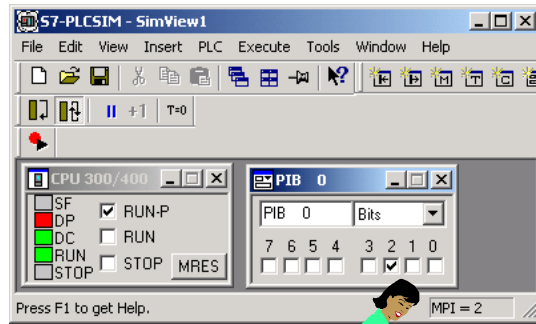 S7-PLCSIM - SimView1
File Edit View Insert PLC Execute Tools Window Help
+1 T=0
CPU 300/400
SF
DP
DC
RUN
STOP
RUN-P
RUN
STOP MRES
PIB 0
PIB 0 Bits
7 6 5 4 3 2 1 0
Press F1 to get Help. MPI = 2